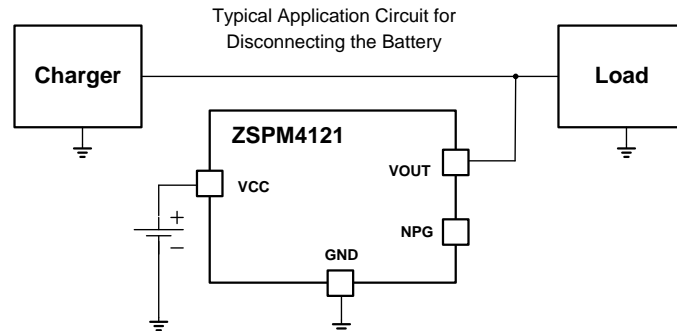 Typical Application Circuit for
Disconnecting the Battery
Charger
Load
ZSPM4121
VOUT
VCC
+
−
NPG
GND